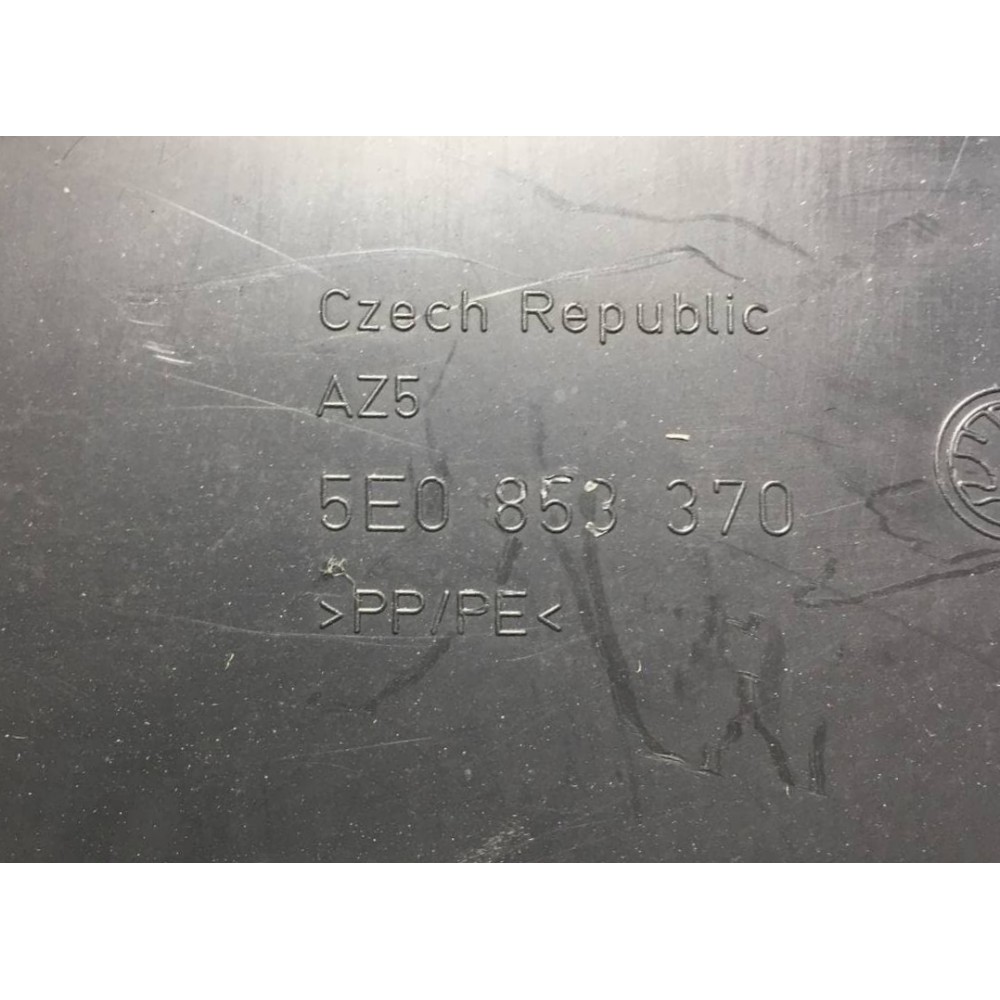 Czech Republic
AZ5
5E0 853 370
>PP/PE<